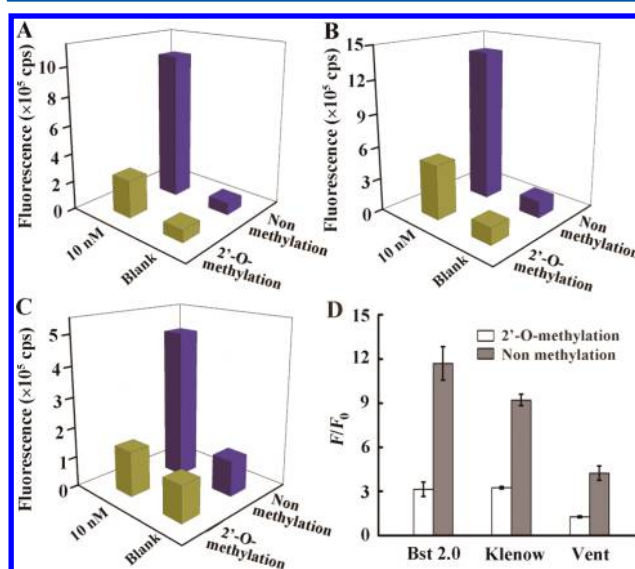 A
Fluorescence (×10⁵ cps)
10
8
6
4
2
0
10 nM
Blank
2'-O-
methylation
Non
methylation
B
Fluorescence (×10⁵ cps)
15
12
9
6
3
0
10 nM
Blank
2'-O-
methylation
Non
methylation
C
Fluorescence (×10⁵ cps)
5
4
3
2
1
0
10 nM
Blank
2'-O-
methylation
Non
methylation
D
F/F₀
15
12
9
6
3
0
2'-O-methylation
Non methylation
Bst 2.0 Klenow Vent